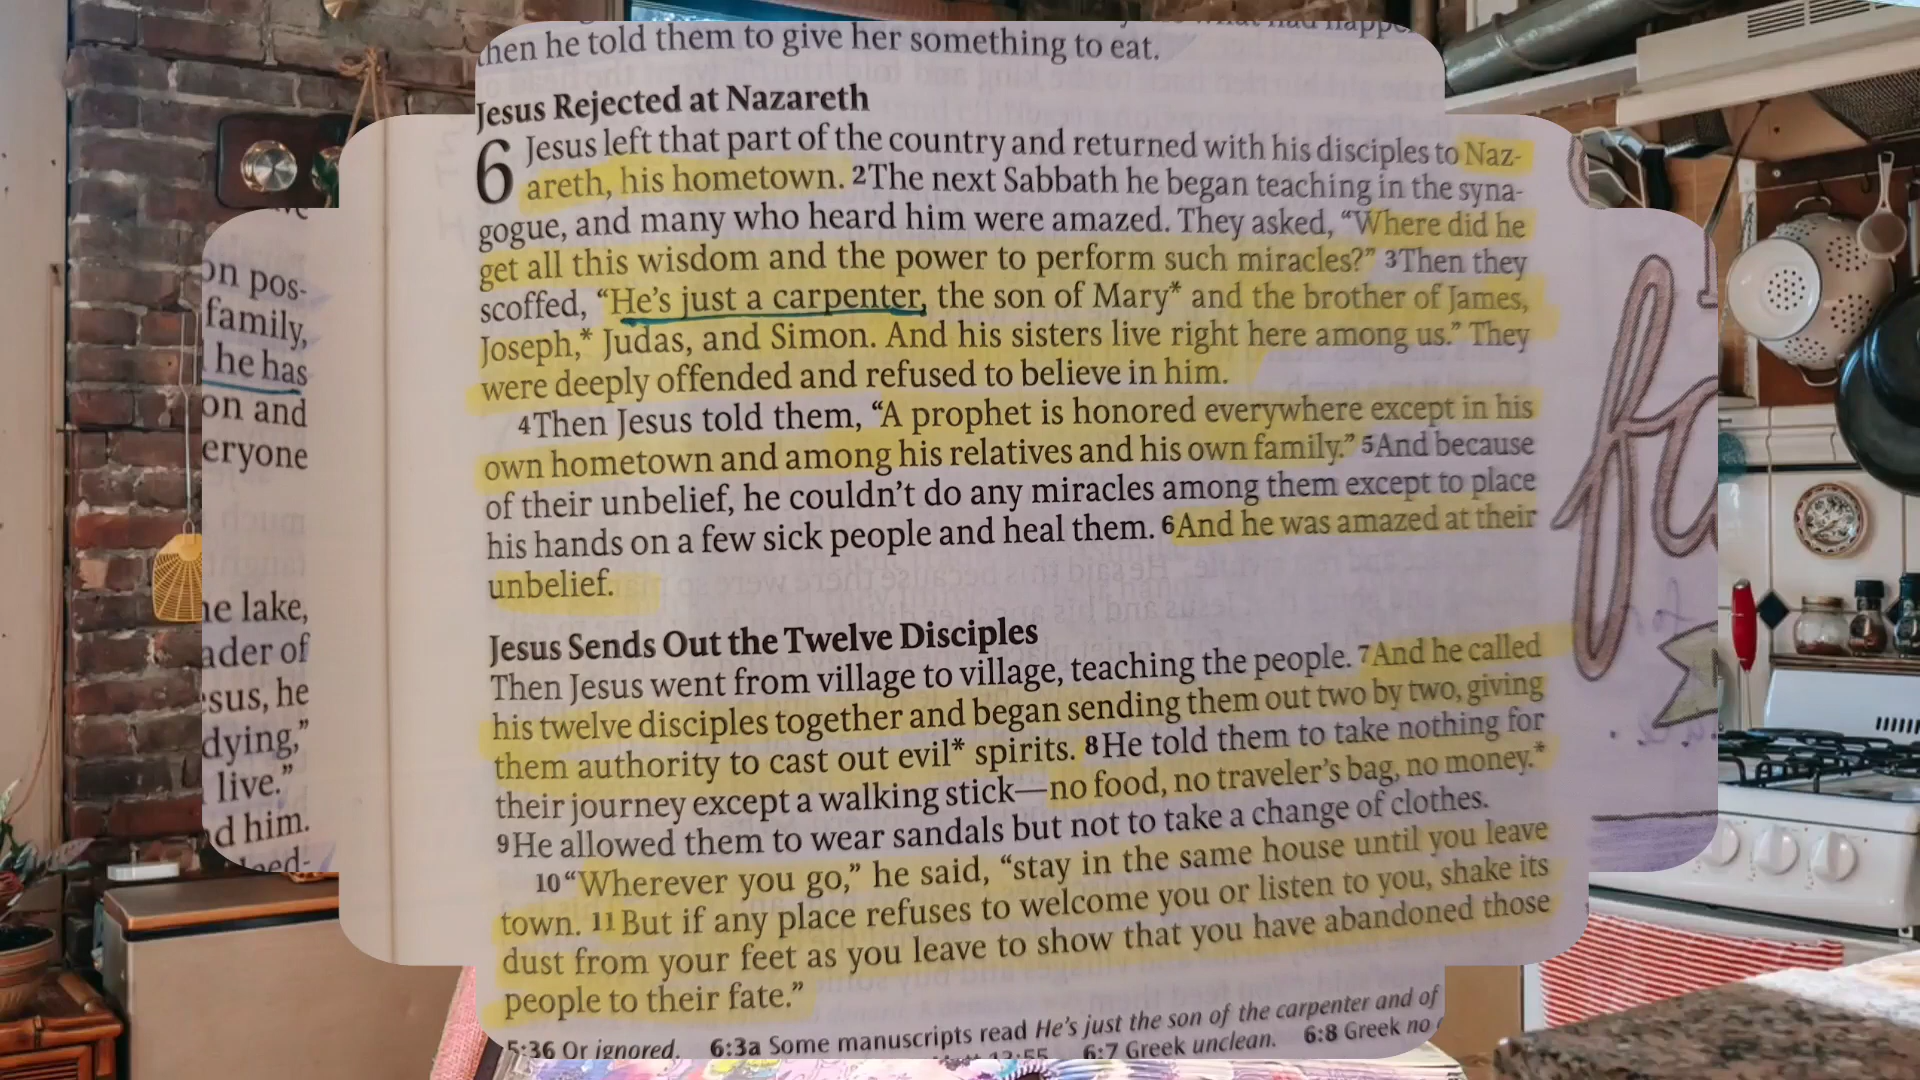 then he told them to give her something to eat.
Jesus Rejected at Nazareth
6 Jesus left that part of the country and returned with his disciples to Naz-
areth, his hometown. 2The next Sabbath he began teaching in the syna-
gogue, and many who heard him were amazed. They asked, “Where did he
get all this wisdom and the power to perform such miracles?” 3Then they
scoffed, “He’s just a carpenter, the son of Mary* and the brother of James,
Joseph,* Judas, and Simon. And his sisters live right here among us.” They
were deeply offended and refused to believe in him.
4Then Jesus told them, “A prophet is honored everywhere except in his
own hometown and among his relatives and his own family.” 5And because
of their unbelief, he couldn’t do any miracles among them except to place
his hands on a few sick people and heal them. 6And he was amazed at their
unbelief.
Jesus Sends Out the Twelve Disciples
Then Jesus went from village to village, teaching the people. 7And he called
his twelve disciples together and began sending them out two by two, giving
them authority to cast out evil* spirits. 8He told them to take nothing for
their journey except a walking stick—no food, no traveler’s bag, no money.*
9He allowed them to wear sandals but not to take a change of clothes.
10“Wherever you go,” he said, “stay in the same house until you leave
town. 11But if any place refuses to welcome you or listen to you, shake its
dust from your feet as you leave to show that you have abandoned those
people to their fate.”
5:36 Or ignored. 6:3a Some manuscripts read He’s just the son of the carpenter and of
6:7 Greek unclean. 6:8 Greek no
on pos-
family,
he has
on and
eryone
he lake,
ader of
esus, he
dying,”
live.”
d him.